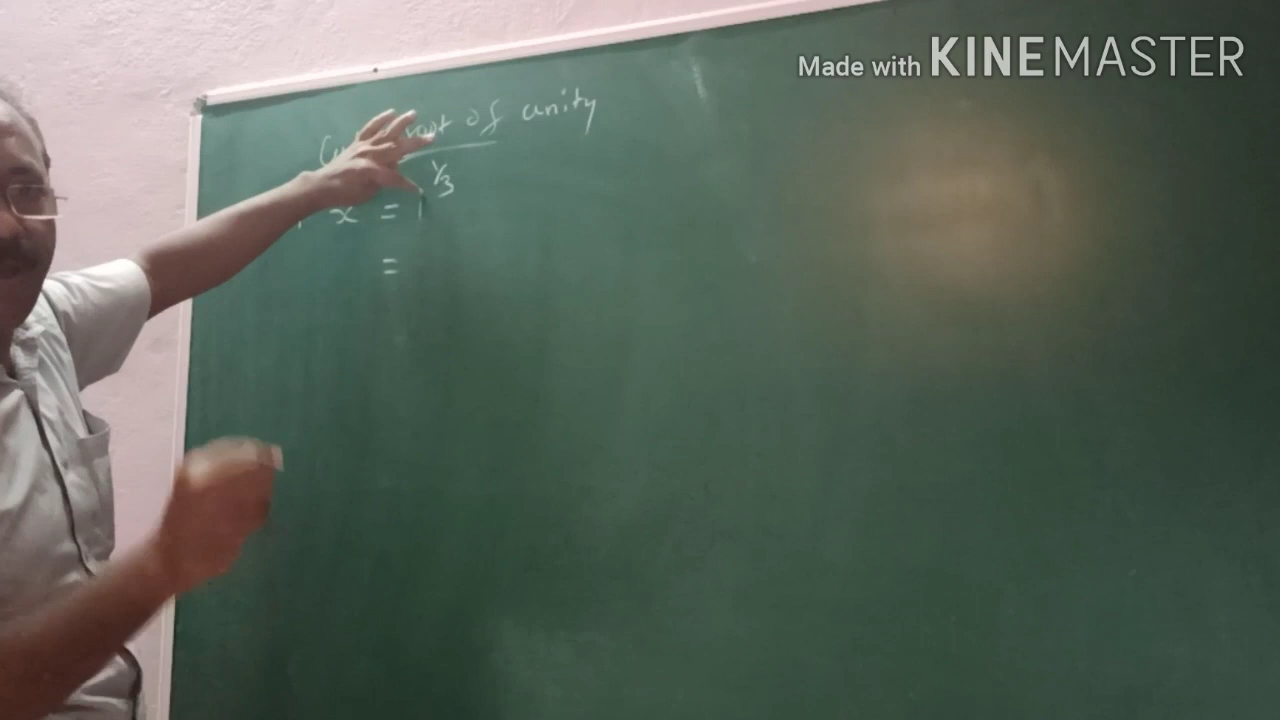 Made with KINEMASTER
root of unity
x = 1^1/3
=